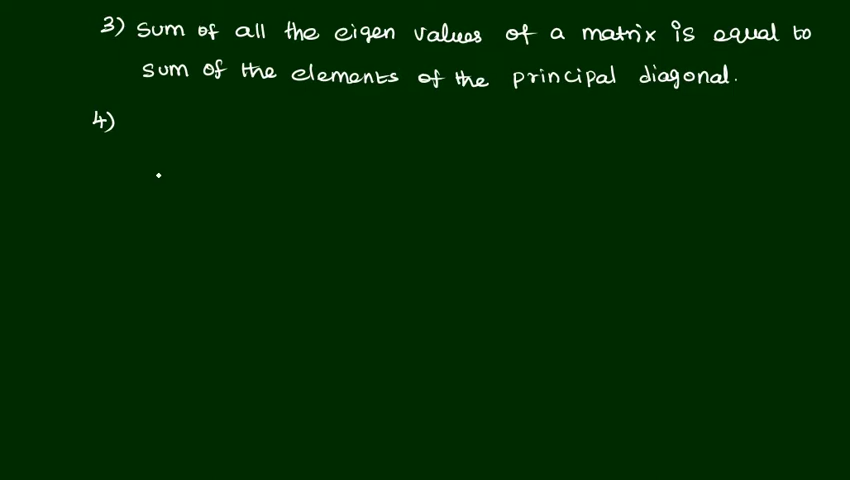 3) Sum of all the eigen values of a matrix is equal to
sum of the elements of the principal diagonal.
4)